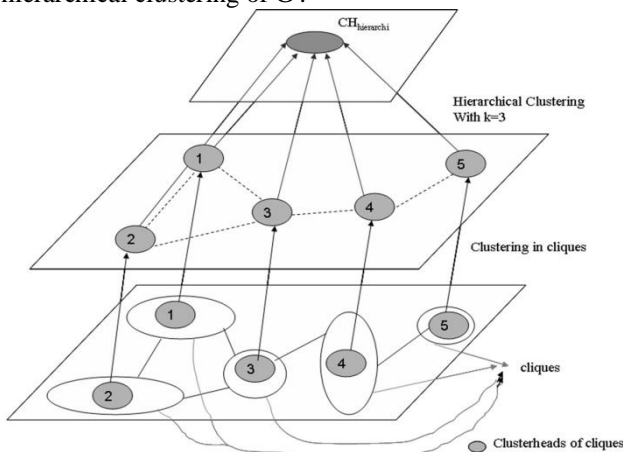 hierarchical clustering of G .
CHhierarchi
Hierarchical Clustering
With k=3
1
5
3
4
2
Clustering in cliques
1
5
3
4
2
cliques
Clusterheads of cliques